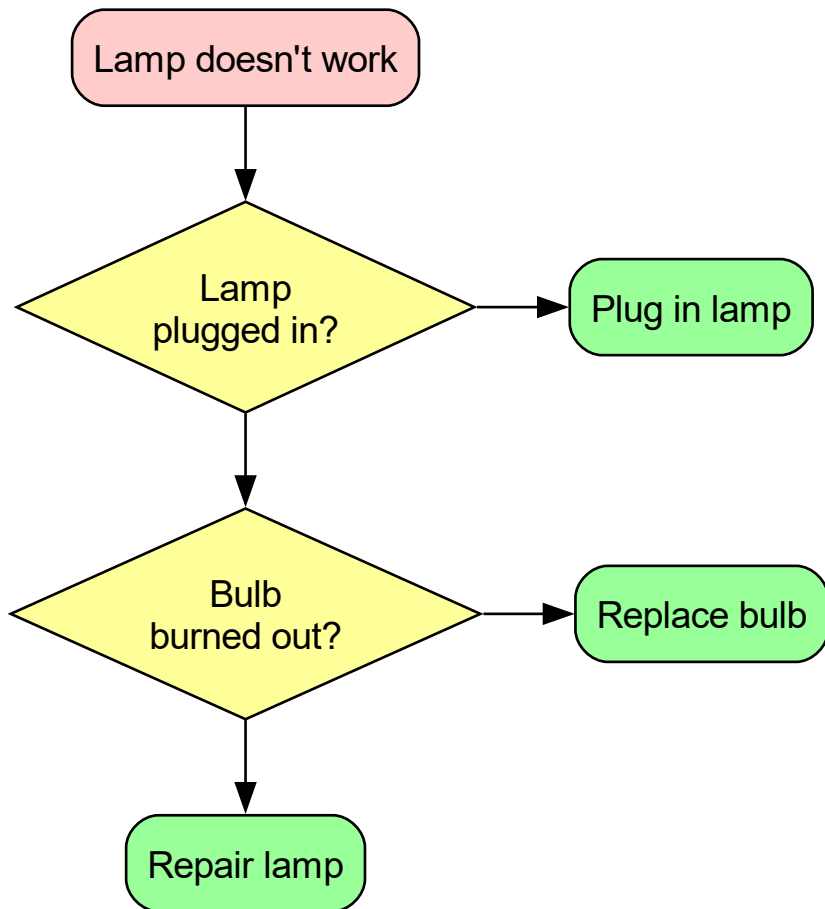 Lamp doesn't work
Lamp
plugged in?
Plug in lamp
Bulb
burned out?
Replace bulb
Repair lamp